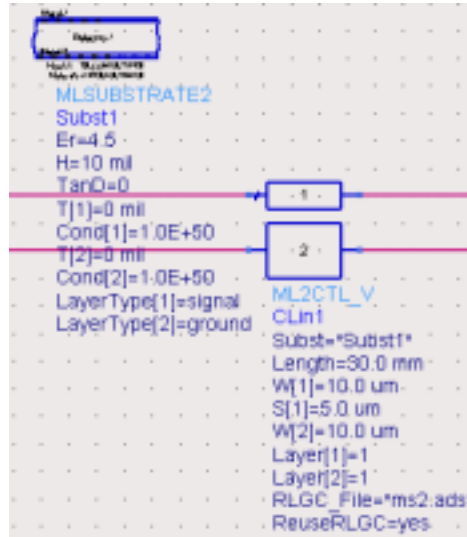 MLSUBSTRATE2
Subst1
Er=4.5
H=10 mil
TanD=0
T[1]=0 mil
Cond[1]=1.0E+50
T[2]=0 mil
Cond[2]=1.0E+50
LayerType[1]=signal
LayerType[2]=ground
1
2
ML2CTL_V
CLin1
Subst="Subst1"
Length=30.0 mm
W[1]=10.0 um
S[1]=5.0 um
W[2]=10.0 um
Layer[1]=1
Layer[2]=1
RLGC_File="ms2.ads
ReuseRLGC=yes